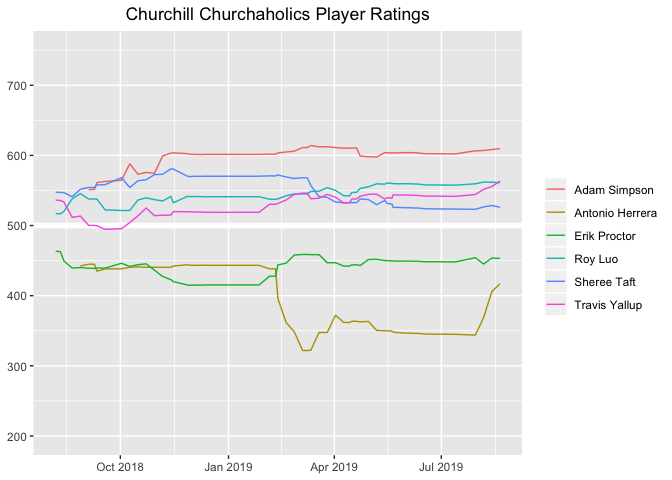 Churchill Churchaholics Player Ratings
700
600
500
400
300
200
Oct 2018
Jan 2019
Apr 2019
Jul 2019
Adam Simpson
Antonio Herrera
Erik Proctor
Roy Luo
Sheree Taft
Travis Yallup